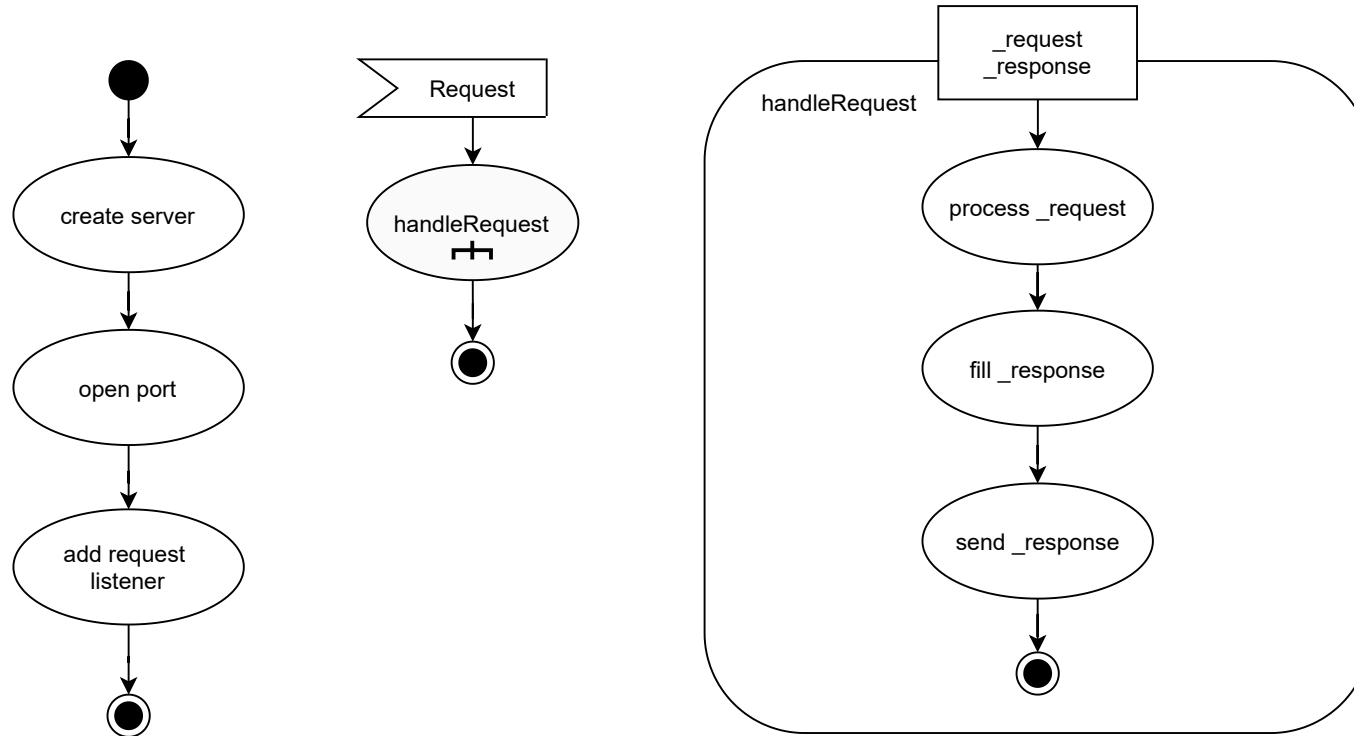 create server
open port
add request
listener
Request
handleRequest
_request
_response
handleRequest
process _request
fill _response
send _response